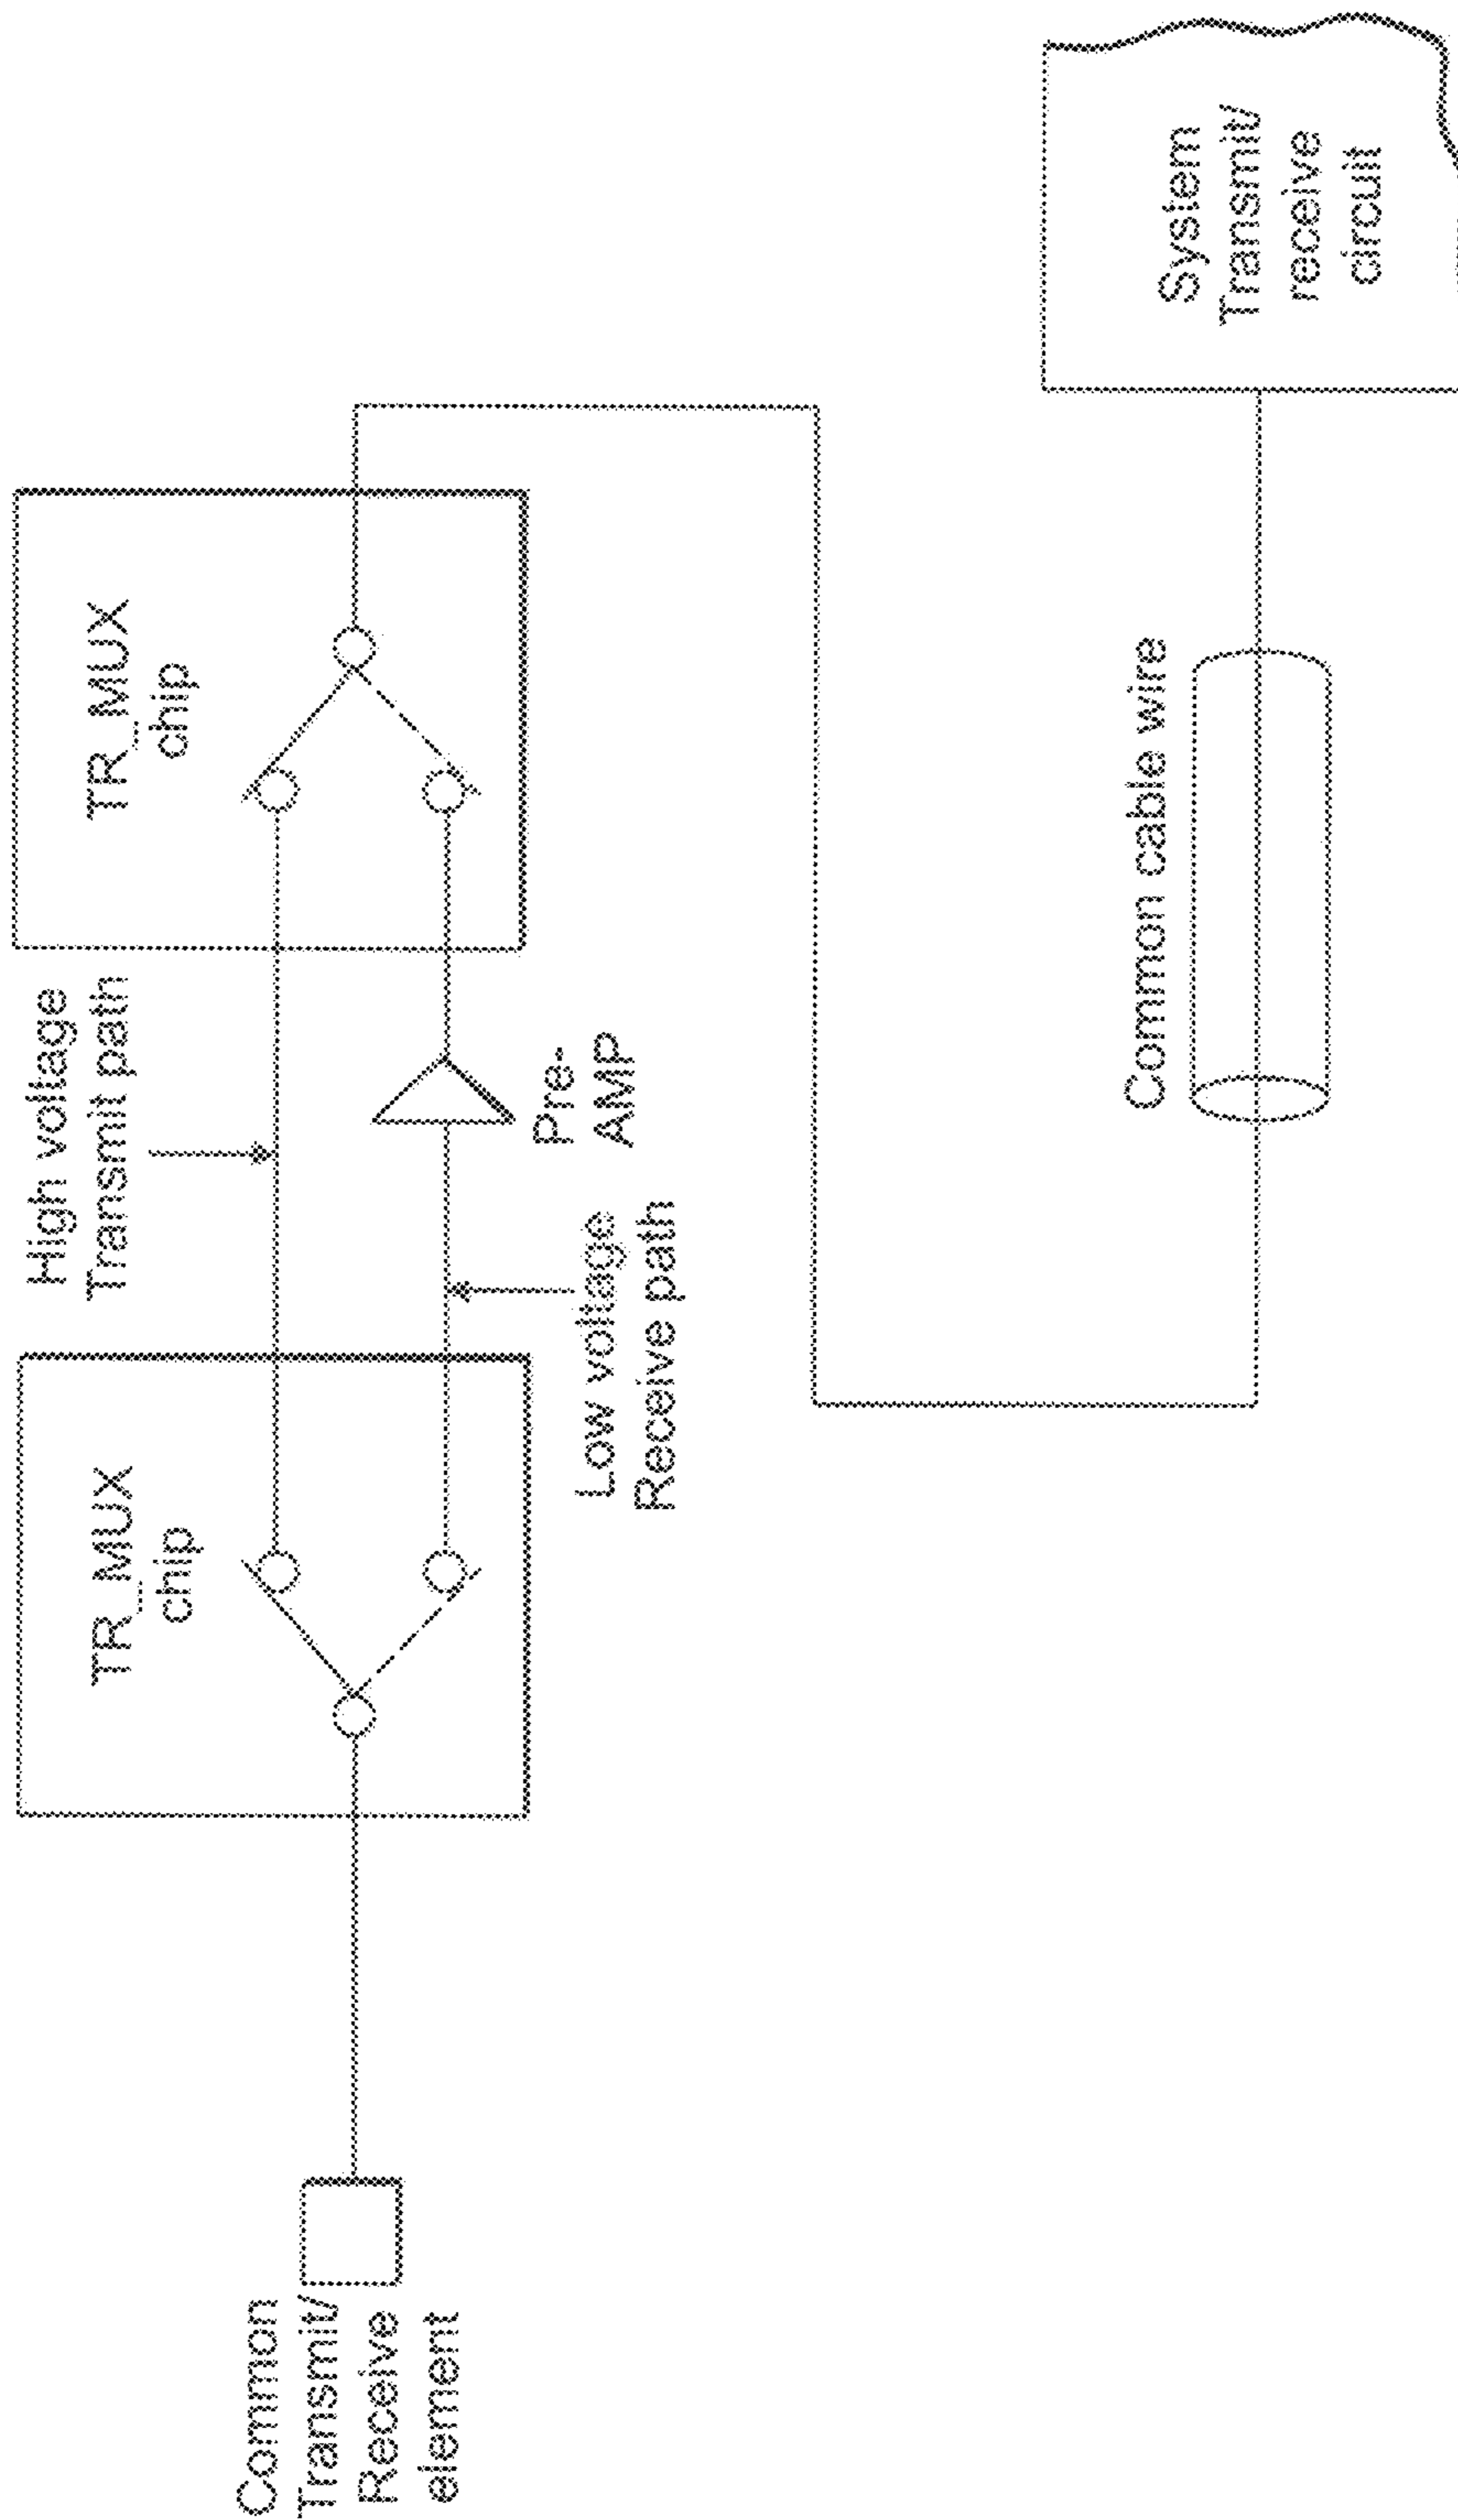 Common
Transmit/
Receive
element
TR_MUX
chip
High voltage
Transmit path
Low voltage
Receive path
Pre-
AMP
TR_MUX
chip
Common cable wire
System
Transmit/
receive
circuit